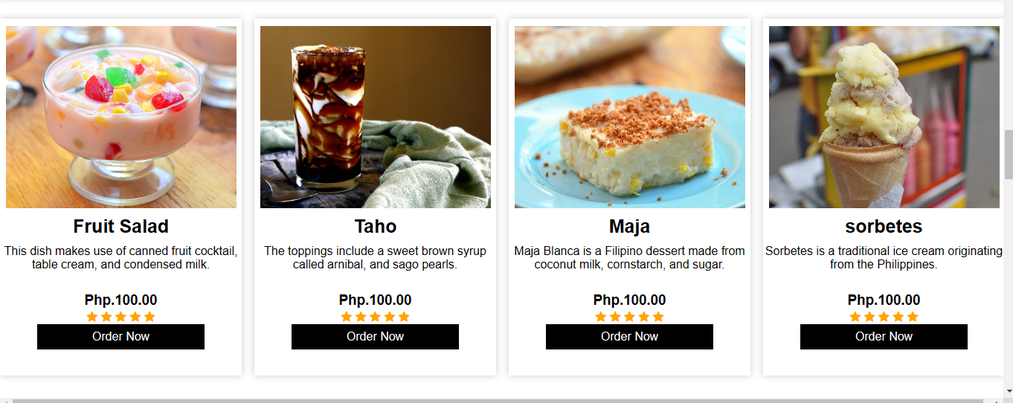 Fruit Salad
This dish makes use of canned fruit cocktail,
table cream, and condensed milk.
Php.100.00
Order Now
Taho
The toppings include a sweet brown syrup
called arnibal, and sago pearls.
Php.100.00
Order Now
Maja
Maja Blanca is a Filipino dessert made from
coconut milk, cornstarch, and sugar.
Php.100.00
Order Now
sorbetes
Sorbetes is a traditional ice cream originating
from the Philippines.
Php.100.00
Order Now